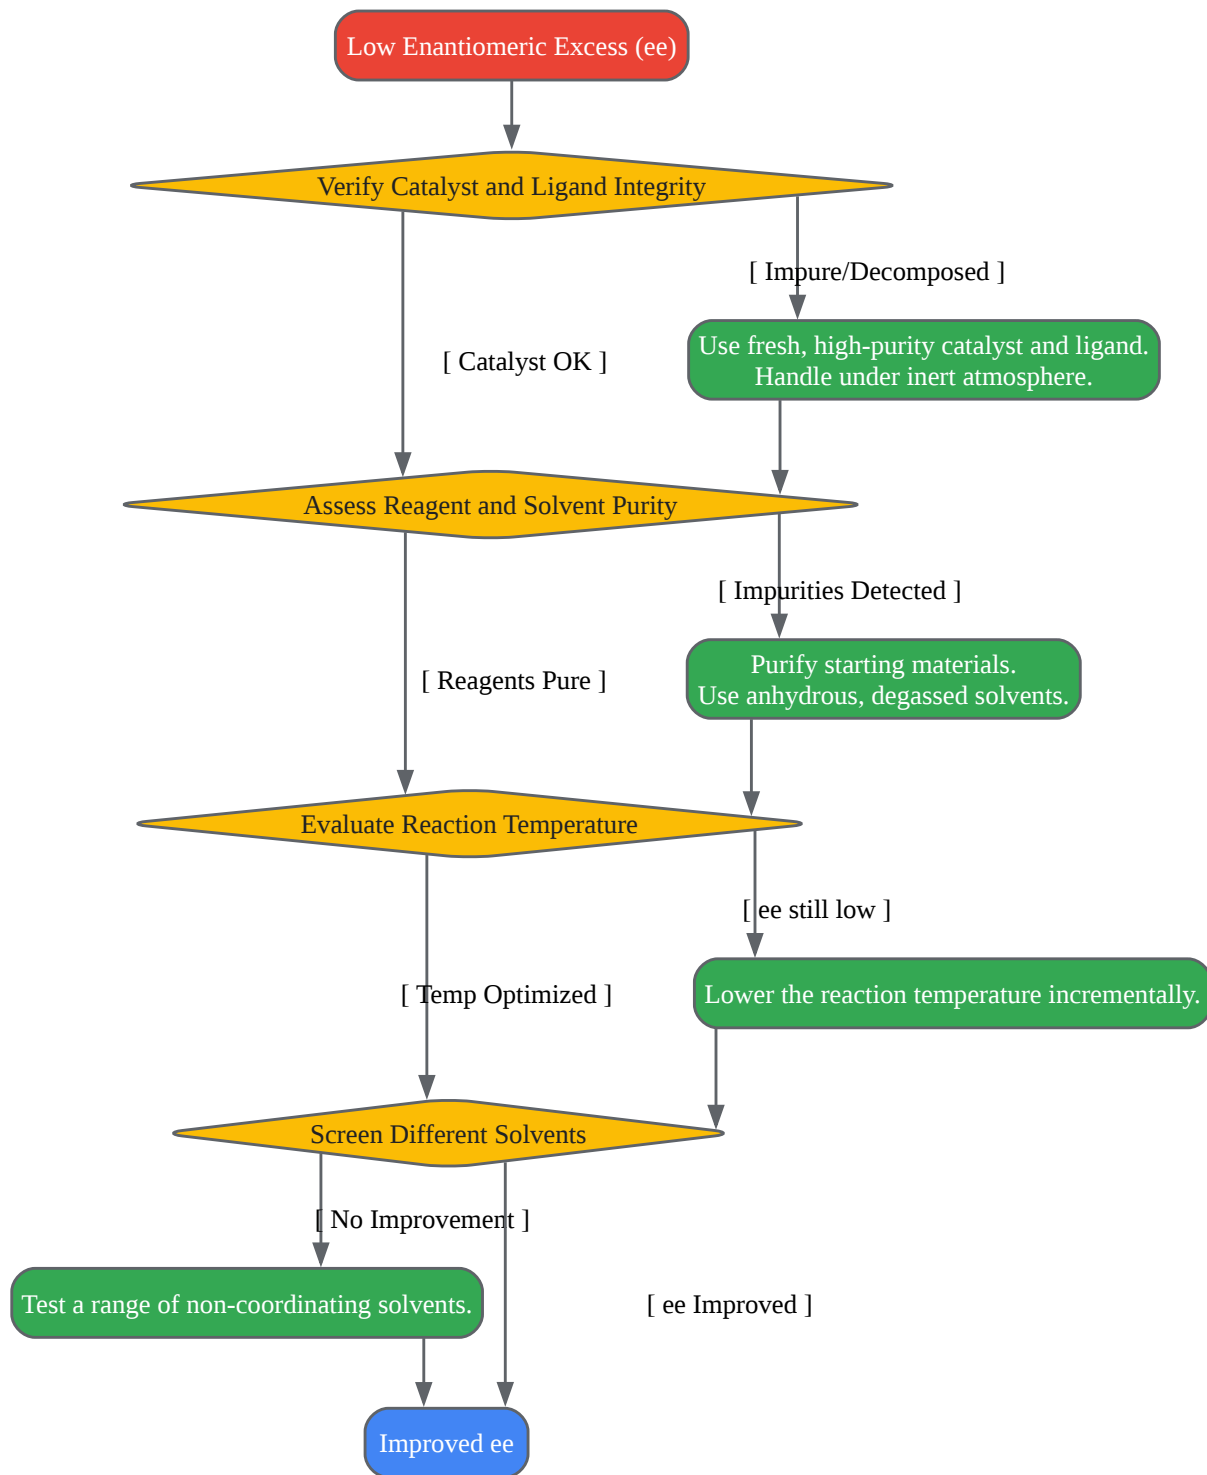 Low Enantiomeric Excess (ee)
Verify Catalyst and Ligand Integrity
[ Impure/Decomposed ]
[ Catalyst OK ]
Use fresh, high-purity catalyst and ligand.
Handle under inert atmosphere.
Assess Reagent and Solvent Purity
[ Impurities Detected ]
[ Reagents Pure ]
Purify starting materials.
Use anhydrous, degassed solvents.
Evaluate Reaction Temperature
[ ee still low ]
[ Temp Optimized ]
Lower the reaction temperature incrementally.
Screen Different Solvents
[ No Improvement ]
Test a range of non-coordinating solvents.
[ ee Improved ]
Improved ee